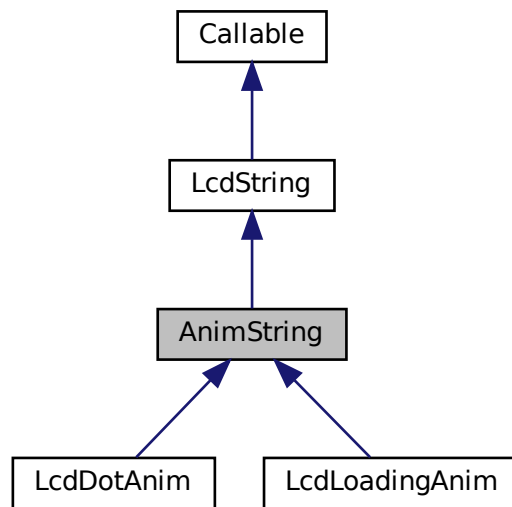 Callable
LcdString
AnimString
LcdDotAnim
LcdLoadingAnim